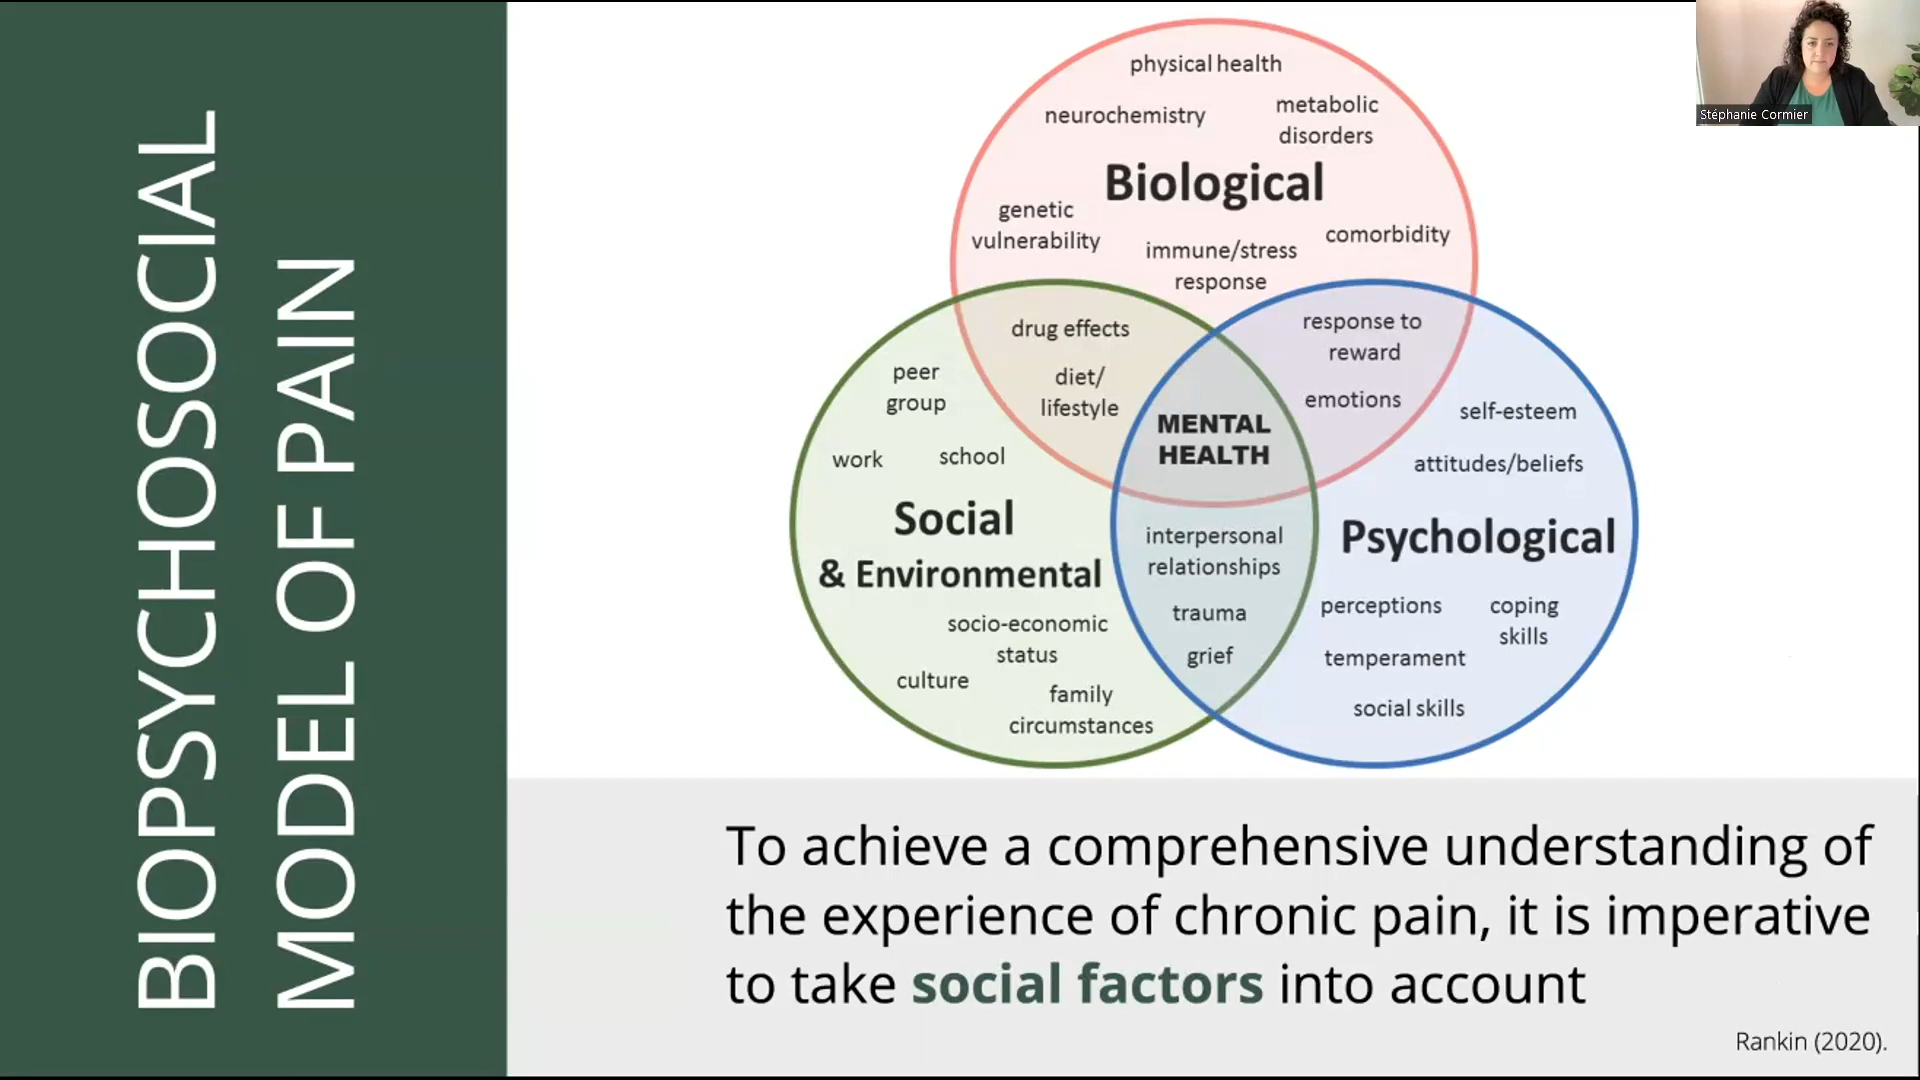 BIOPSYCHOSOCIAL
MODEL OF PAIN
physical health
neurochemistry
metabolic
disorders
Biological
genetic
vulnerability
immune/stress
response
comorbidity
drug effects
diet/
lifestyle
response to
reward
emotions
MENTAL
HEALTH
peer
group
work
school
Social
& Environmental
socio-economic
status
culture
family
circumstances
interpersonal
relationships
trauma
grief
self-esteem
attitudes/beliefs
Psychological
perceptions
coping
skills
temperament
social skills
To achieve a comprehensive understanding of
the experience of chronic pain, it is imperative
to take social factors into account
Rankin (2020).
Stéphanie Cormier